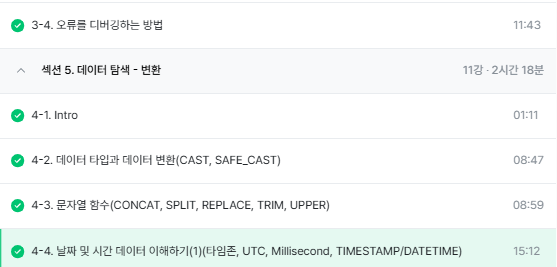 3-4. 오류를 디버깅하는 방법 11:43
섹션 5. 데이터 탐색 - 변환 11강 · 2시간 18분
4-1. Intro 01:11
4-2. 데이터 타입과 데이터 변환(CAST, SAFE_CAST) 08:47
4-3. 문자열 함수(CONCAT, SPLIT, REPLACE, TRIM, UPPER) 08:59
4-4. 날짜 및 시간 데이터 이해하기(1)(타임존, UTC, Millisecond, TIMESTAMP/DATETIME) 15:12